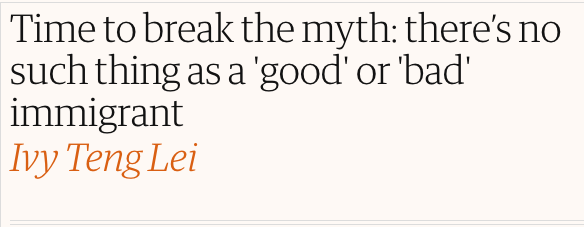 Time to break the myth: there’s no
such thing as a 'good' or 'bad'
immigrant
Ivy Teng Lei